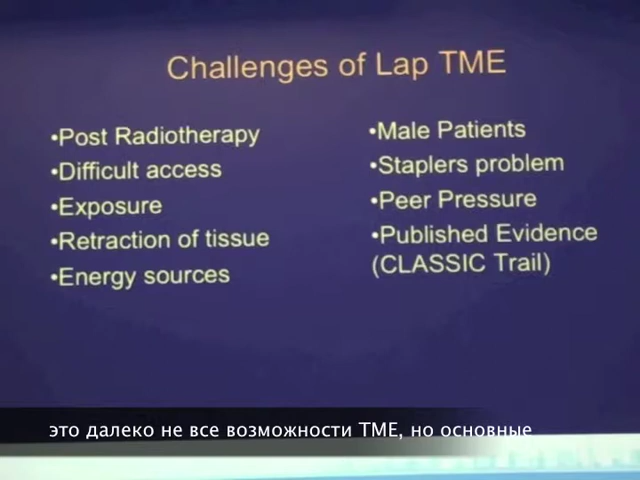 Challenges of Lap TME
•Post Radiotherapy
•Difficult access
•Exposure
•Retraction of tissue
•Energy sources
•Male Patients
•Staplers problem
•Peer Pressure
•Published Evidence
(CLASSIC Trail)
это далеко не все возможности TME, но основные